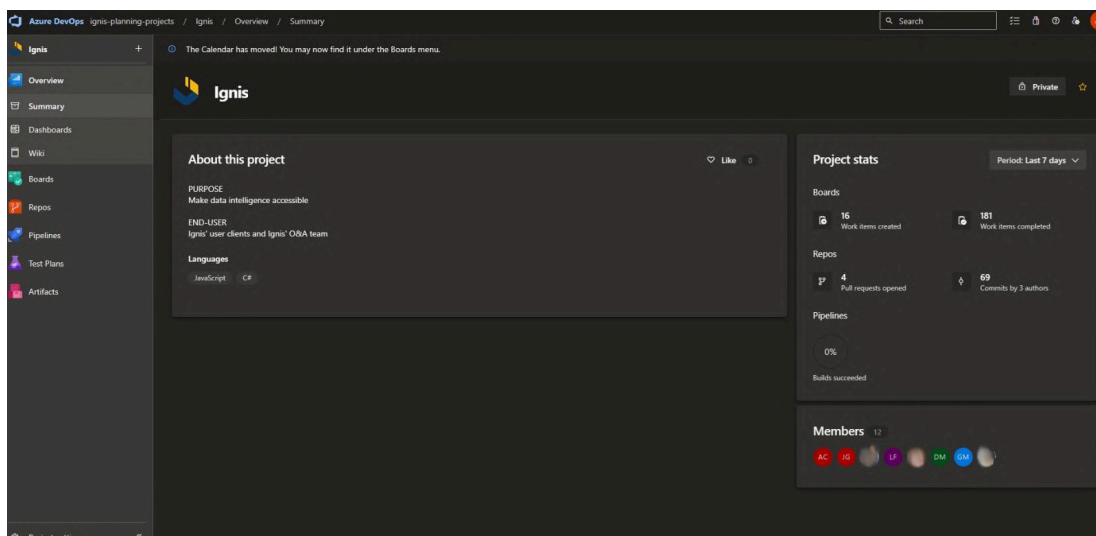 Azure DevOps ignis-planning-projects / Ignis / Overview / Summary
Search
Ignis +
The Calendar has moved! You may now find it under the Boards menu.
Overview
Summary
Dashboards
Wiki
Boards
Repos
Pipelines
Test Plans
Artifacts
Ignis
Private
About this project
Like 0
PURPOSE
Make data intelligence accessible
END-USER
Ignis' user clients and Ignis' O&A team
Languages
JavaScript C#
Project stats
Period: Last 7 days
Boards
16
Work items created
181
Work items completed
Repos
4
Pull requests opened
69
Commits by 3 authors
Pipelines
0%
Builds succeeded
Members 12
AC JG LF DM GM